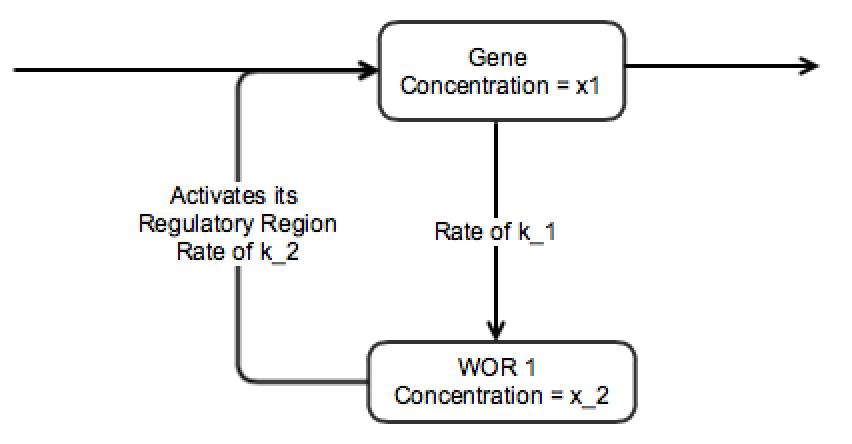 Gene
Concentration = x1
Activates its
Regulatory Region
Rate of k_2
Rate of k_1
WOR 1
Concentration = x_2